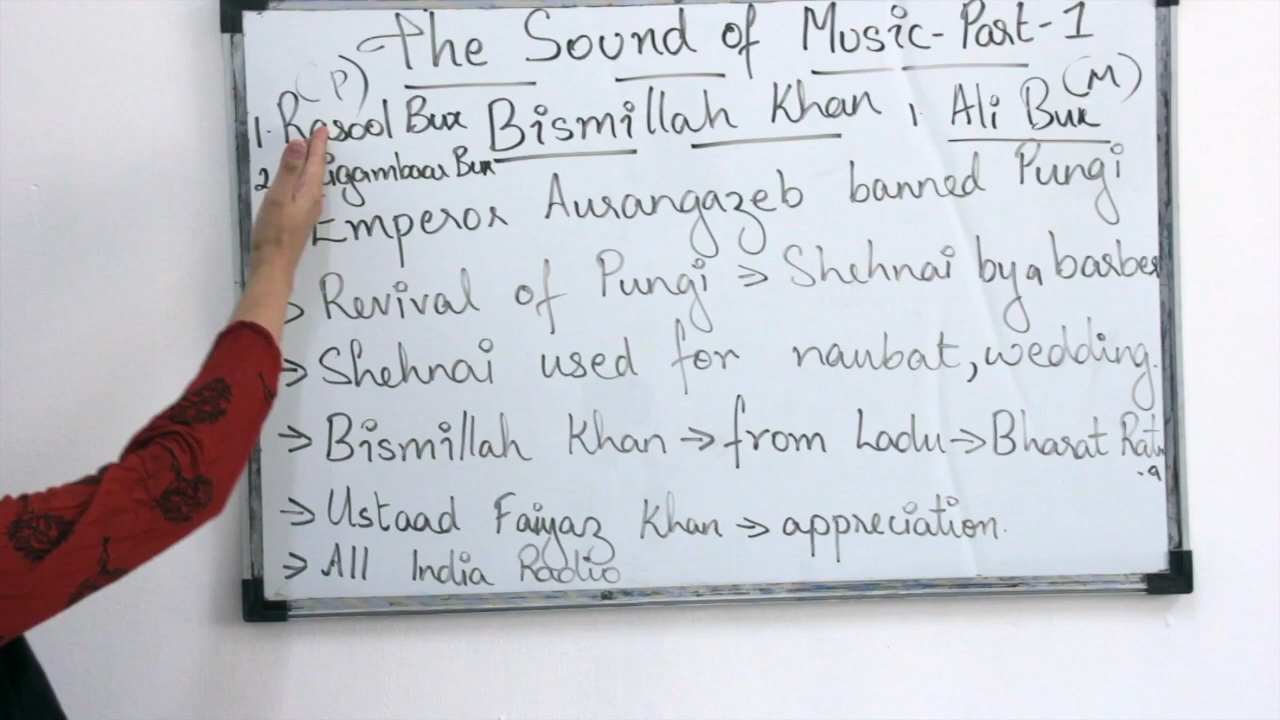 The Sound of Music-Part-1
(P)
(M)
1. Rasool Bux Bismillah Khan 1. Ali Bux
2 igambaar Bux
Emperor Aurangazeb banned Pungi
Revival of Pungi ⇒ Shehnai by a barber
⇒ Shehnai used for naubat, wedding.
⇒ Bismillah Khan → from Ladu → Bharat Ratn
-a
⇒ Ustaad Faiyaz Khan ⇒ appreciation.
⇒ All India Radio